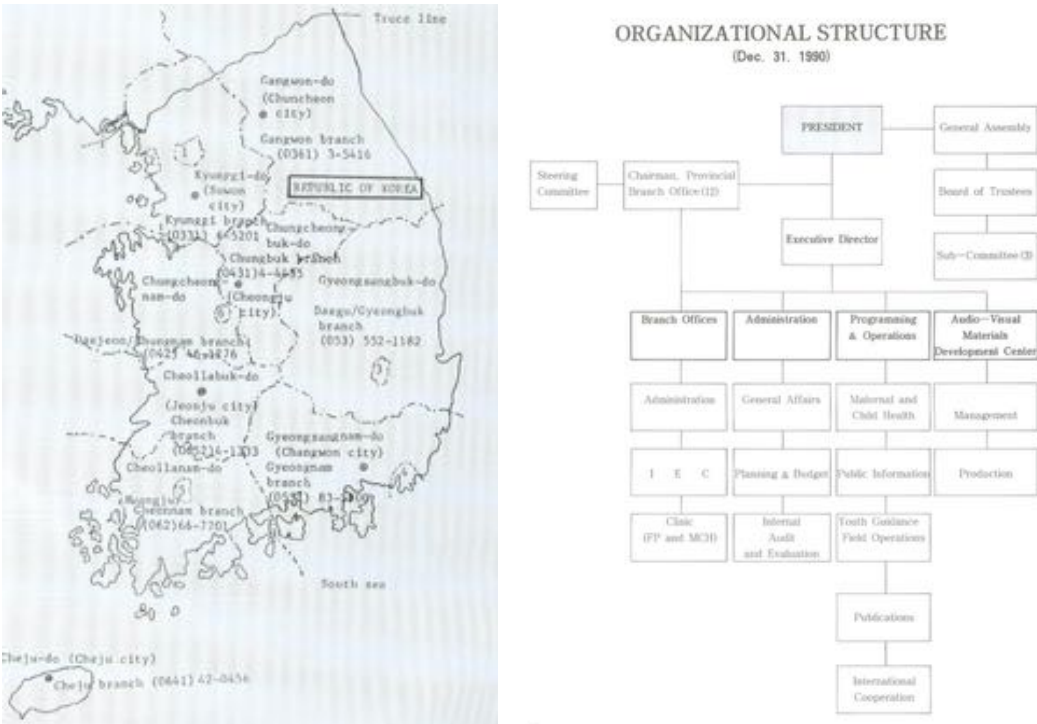 Truce line
Gangwon-do
(Chuncheon
city)
Gangwon branch
(0361) 3-5416
Kyunggi-do
(Suwon
city)
REPUBLIC OF KOREA
Kyunggi branch
(0331) 6-5201
Chungcheong
buk-do
Chungbuk branch
(0431)4-4455
Chungcheong-
nam-do
(Cheongju
city)
Gyeongsangbuk-do
Daegu/Gyeongbuk
branch
(053) 552-1182
Daejeon/Chungnam branch
Cheollabuk-do
(Jeonju city)
Cheonbuk
branch
Cheollanam-do
Gyeongsangnam-do
(Changwon city)
Gyeongnam
branch
Cheonnam branch
(062)66-7701
South sea
Cheju-do (Cheju city)
Cheju branch (0641) 42-0456
ORGANIZATIONAL STRUCTURE
(Dec. 31. 1990)
PRESIDENT
General Assembly
Steering
Committee
Chairman, Provincial
Branch Office(12)
Board of Trustees
Executive Director
Sub-Committee(3)
Branch Offices
Administration
Programming
& Operations
Audio-Visual
Materials
Development Center
Administration
General Affairs
Maternal and
Child Health
Management
I E C
Planning & Budget
Public Information
Production
Clinic
(FP and MCH)
Internal
Audit
and Evaluation
Youth Guidance
Field Operations
Publications
International
Cooperation